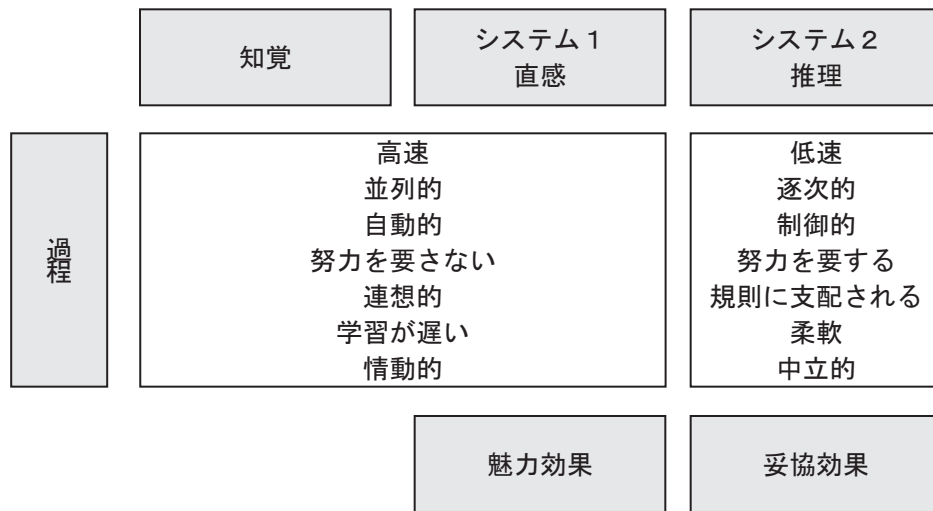 知覚
システム１
直感
システム２
推理
過程
高速
並列的
自動的
努力を要さない
連想的
学習が遅い
情動的
低速
逐次的
制御的
努力を要する
規則に支配される
柔軟
中立的
魅力効果
妥協効果